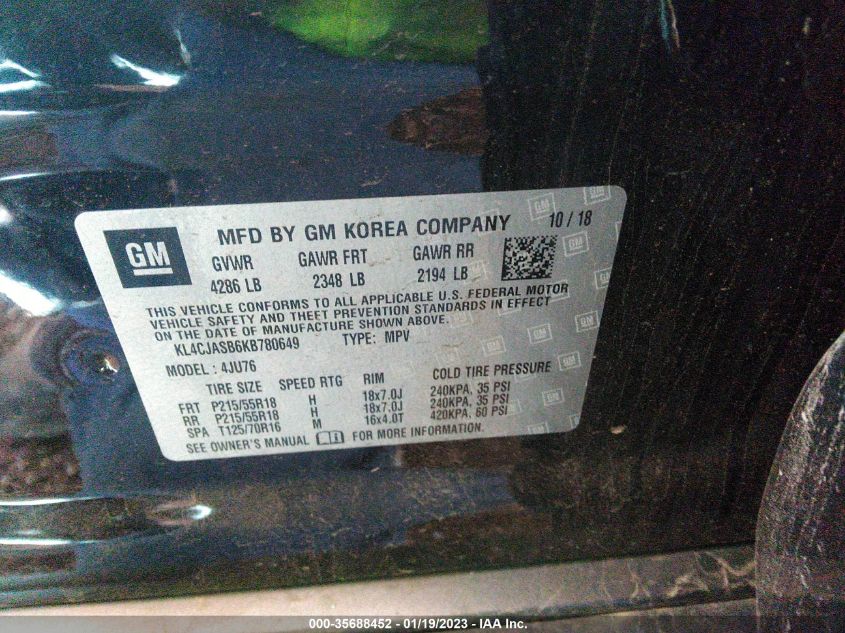 GM
MFD BY GM KOREA COMPANY 10 / 18
GVWR GAWR FRT GAWR RR
4286 LB 2348 LB 2194 LB
THIS VEHICLE CONFORMS TO ALL APPLICABLE U.S. FEDERAL MOTOR
VEHICLE SAFETY AND THEFT PREVENTION STANDARDS IN EFFECT
ON THE DATE OF MANUFACTURE SHOWN ABOVE.
KL4CJASB6KB780649 TYPE: MPV
MODEL : 4JU76
TIRE SIZE SPEED RTG RIM COLD TIRE PRESSURE
FRT P215/55R18 H 18x7.0J 240KPA, 35 PSI
RR P215/55R18 H 18x7.0J 240KPA, 35 PSI
SPA T125/70R16 M 16x4.0T 420KPA, 60 PSI
SEE OWNER'S MANUAL FOR MORE INFORMATION.
000-35688452 - 01/19/2023 - IAA Inc.